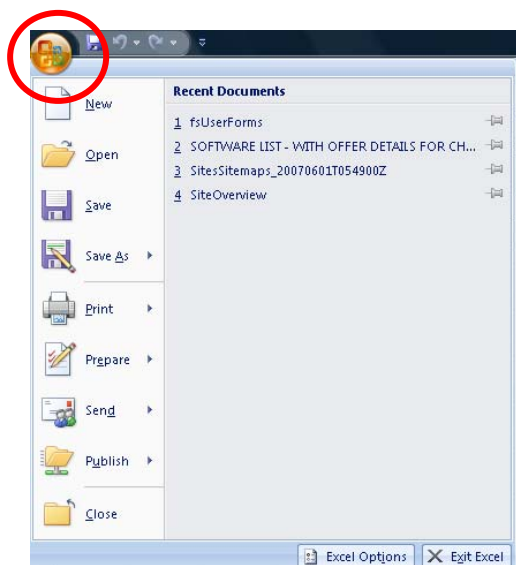 New
Open
Save
Save As
Print
Prepare
Send
Publish
Close
Recent Documents
1 fsUserForms
2 SOFTWARE LIST - WITH OFFER DETAILS FOR CH...
3 SitesSitemaps_20070601T054900Z
4 SiteOverview
Excel Options
Exit Excel